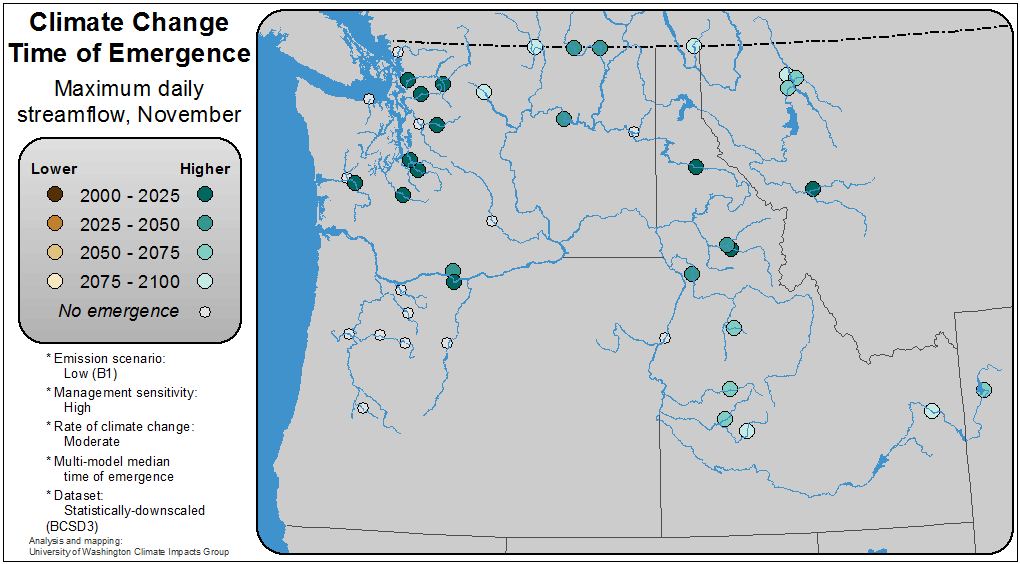 Climate Change
Time of Emergence
Maximum daily
streamflow, November
Lower Higher
2000 - 2025
2025 - 2050
2050 - 2075
2075 - 2100
No emergence
* Emission scenario:
Low (B1)
* Management sensitivity:
High
* Rate of climate change:
Moderate
* Multi-model median
time of emergence
* Dataset:
Statistically-downscaled
(BCSD3)
Analysis and mapping:
University of Washington Climate Impacts Group